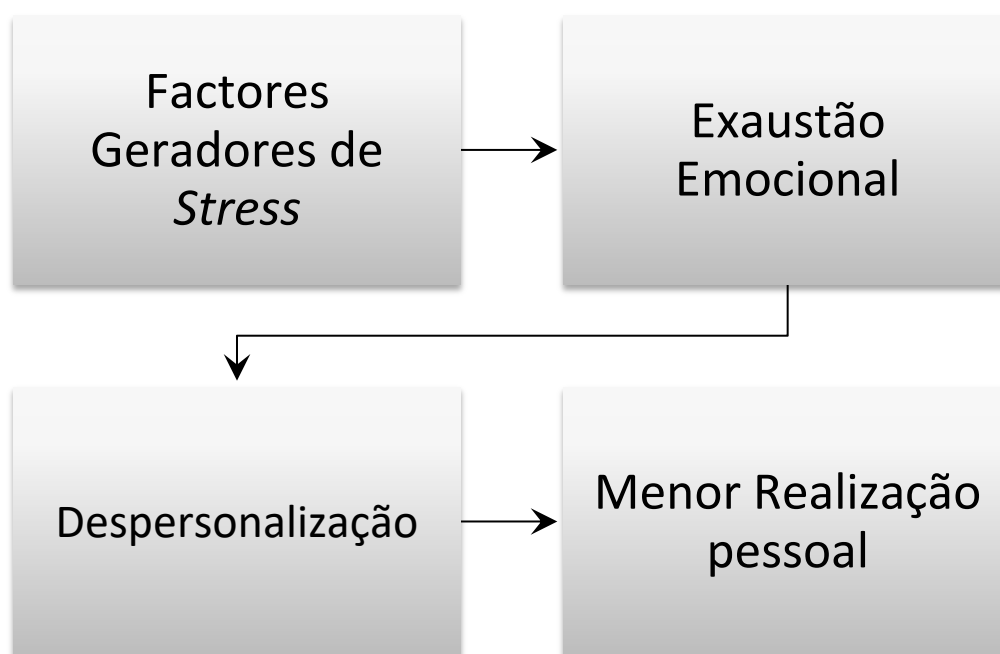 Factores
Geradores de
Stress
Exaustão
Emocional
Despersonalização
Menor Realização
pessoal